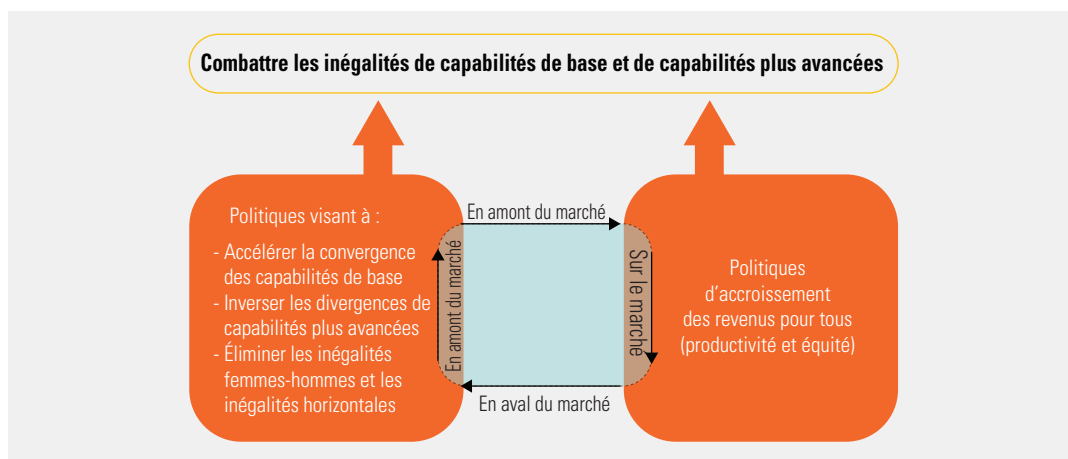 Combattre les inégalités de capabilités de base et de capabilités plus avancées
Politiques visant à :
- Accélérer la convergence
des capabilités de base
- Inverser les divergences de
capabilités plus avancées
- Éliminer les inégalités
femmes-hommes et les
inégalités horizontales
En amont du marché
En amont du marché
Sur le marché
En aval du marché
Politiques
d’accroissement
des revenus pour tous
(productivité et équité)